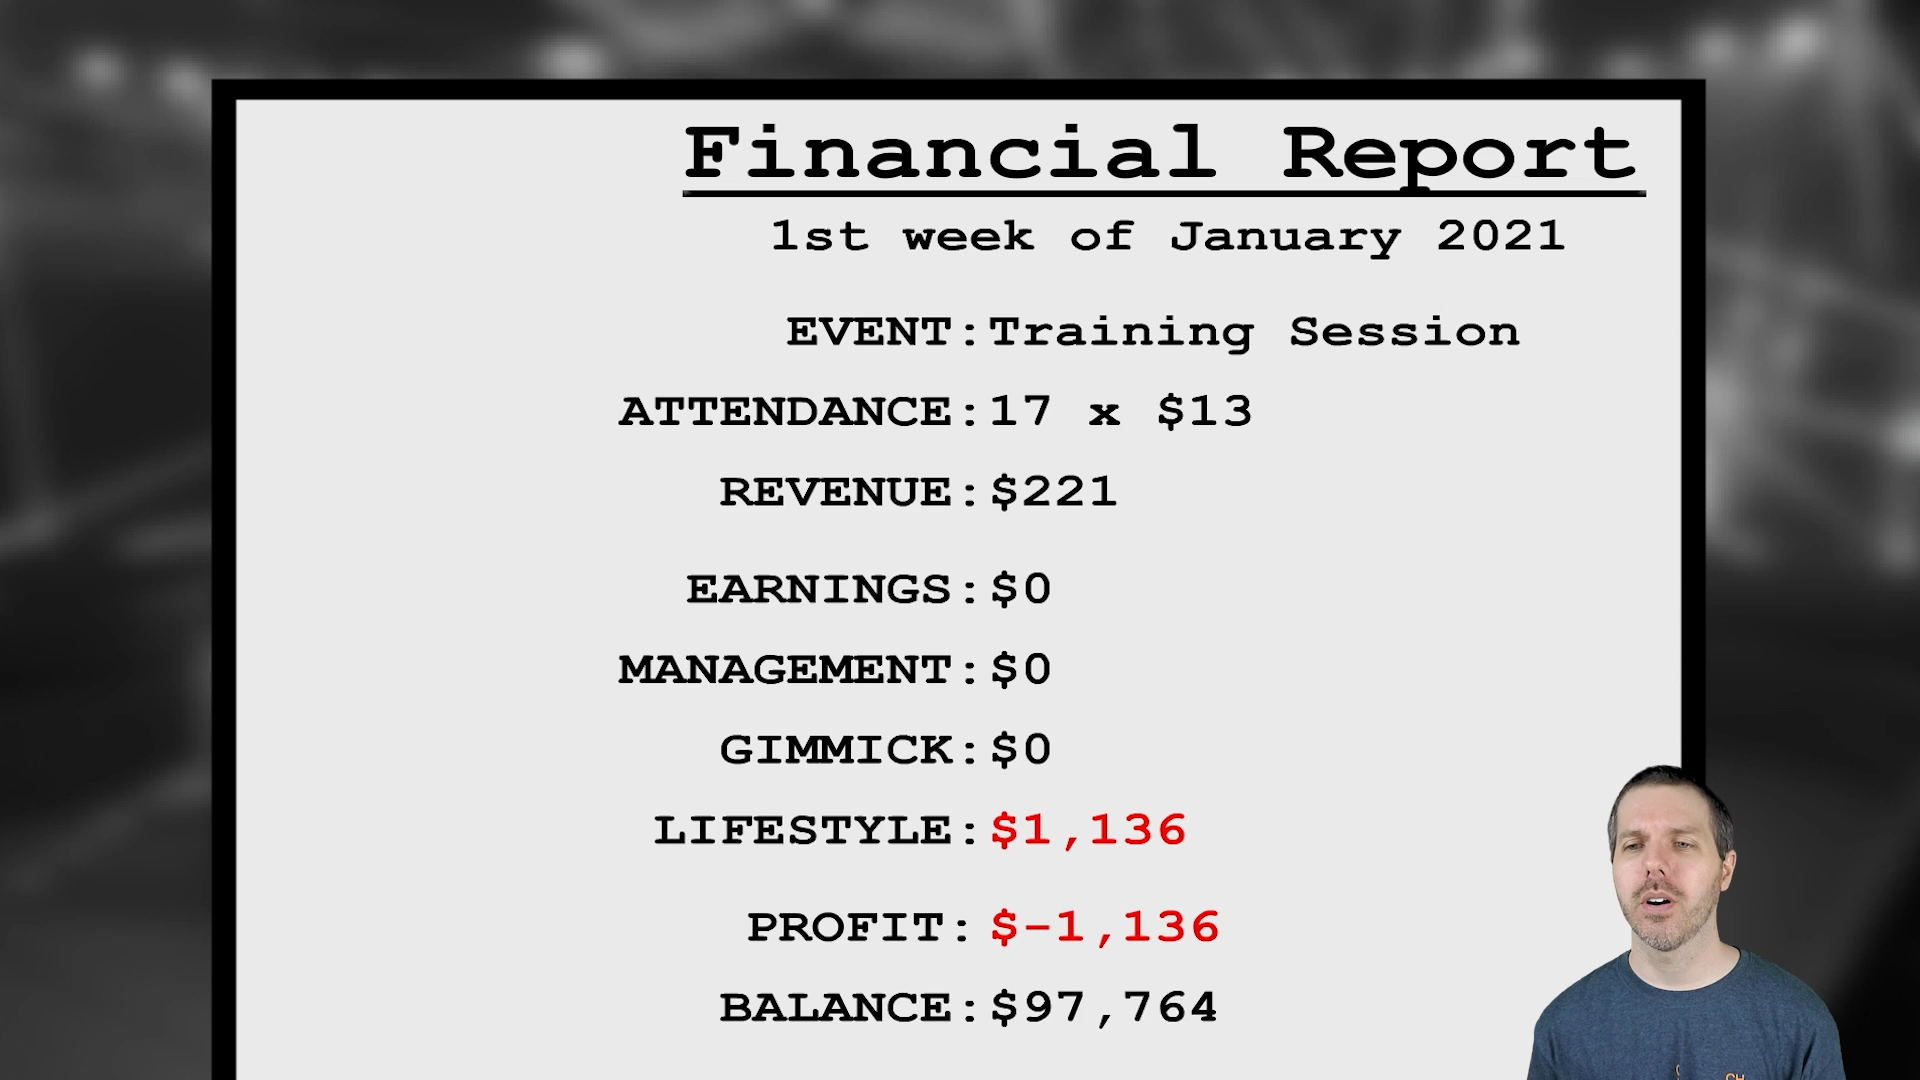 Financial Report
1st week of January 2021
EVENT: Training Session
ATTENDANCE: 17 x $13
REVENUE: $221
EARNINGS: $0
MANAGEMENT: $0
GIMMICK: $0
LIFESTYLE: $1,136
PROFIT: $-1,136
BALANCE: $97,764